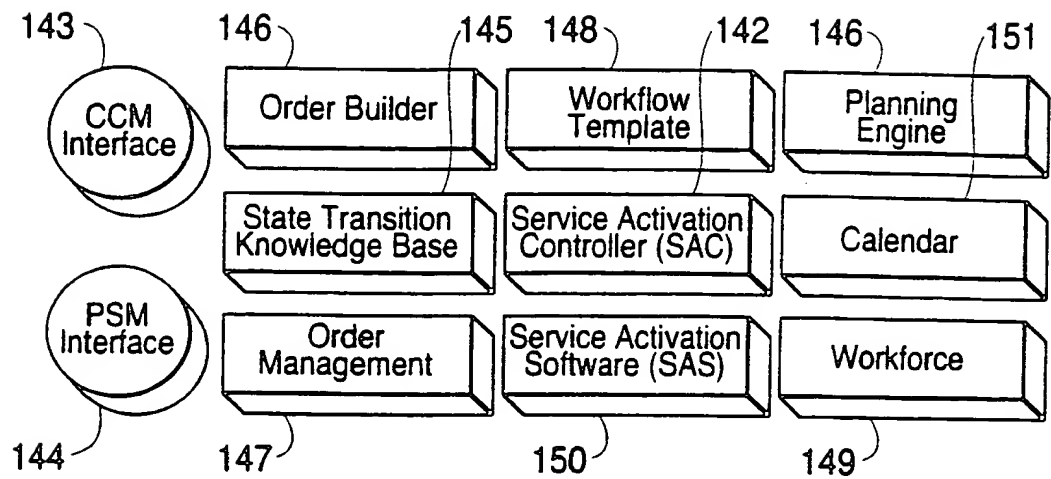 143
146
145
148
142
146
151
CCM
Interface
Order Builder
Workflow
Template
Planning
Engine
State Transition
Knowledge Base
Service Activation
Controller (SAC)
Calendar
PSM
Interface
Order
Management
Service Activation
Software (SAS)
Workforce
144
147
150
149